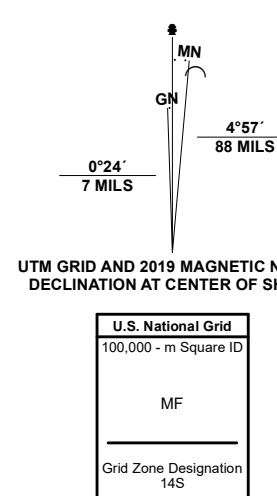 MN
GN
4°57´
88 MILS
0°24´
7 MILS
UTM GRID AND 2019 MAGNETIC
DECLINATION AT CENTER OF
U.S. National Grid
100,000 - m Square ID
MF
Grid Zone Designation
14S